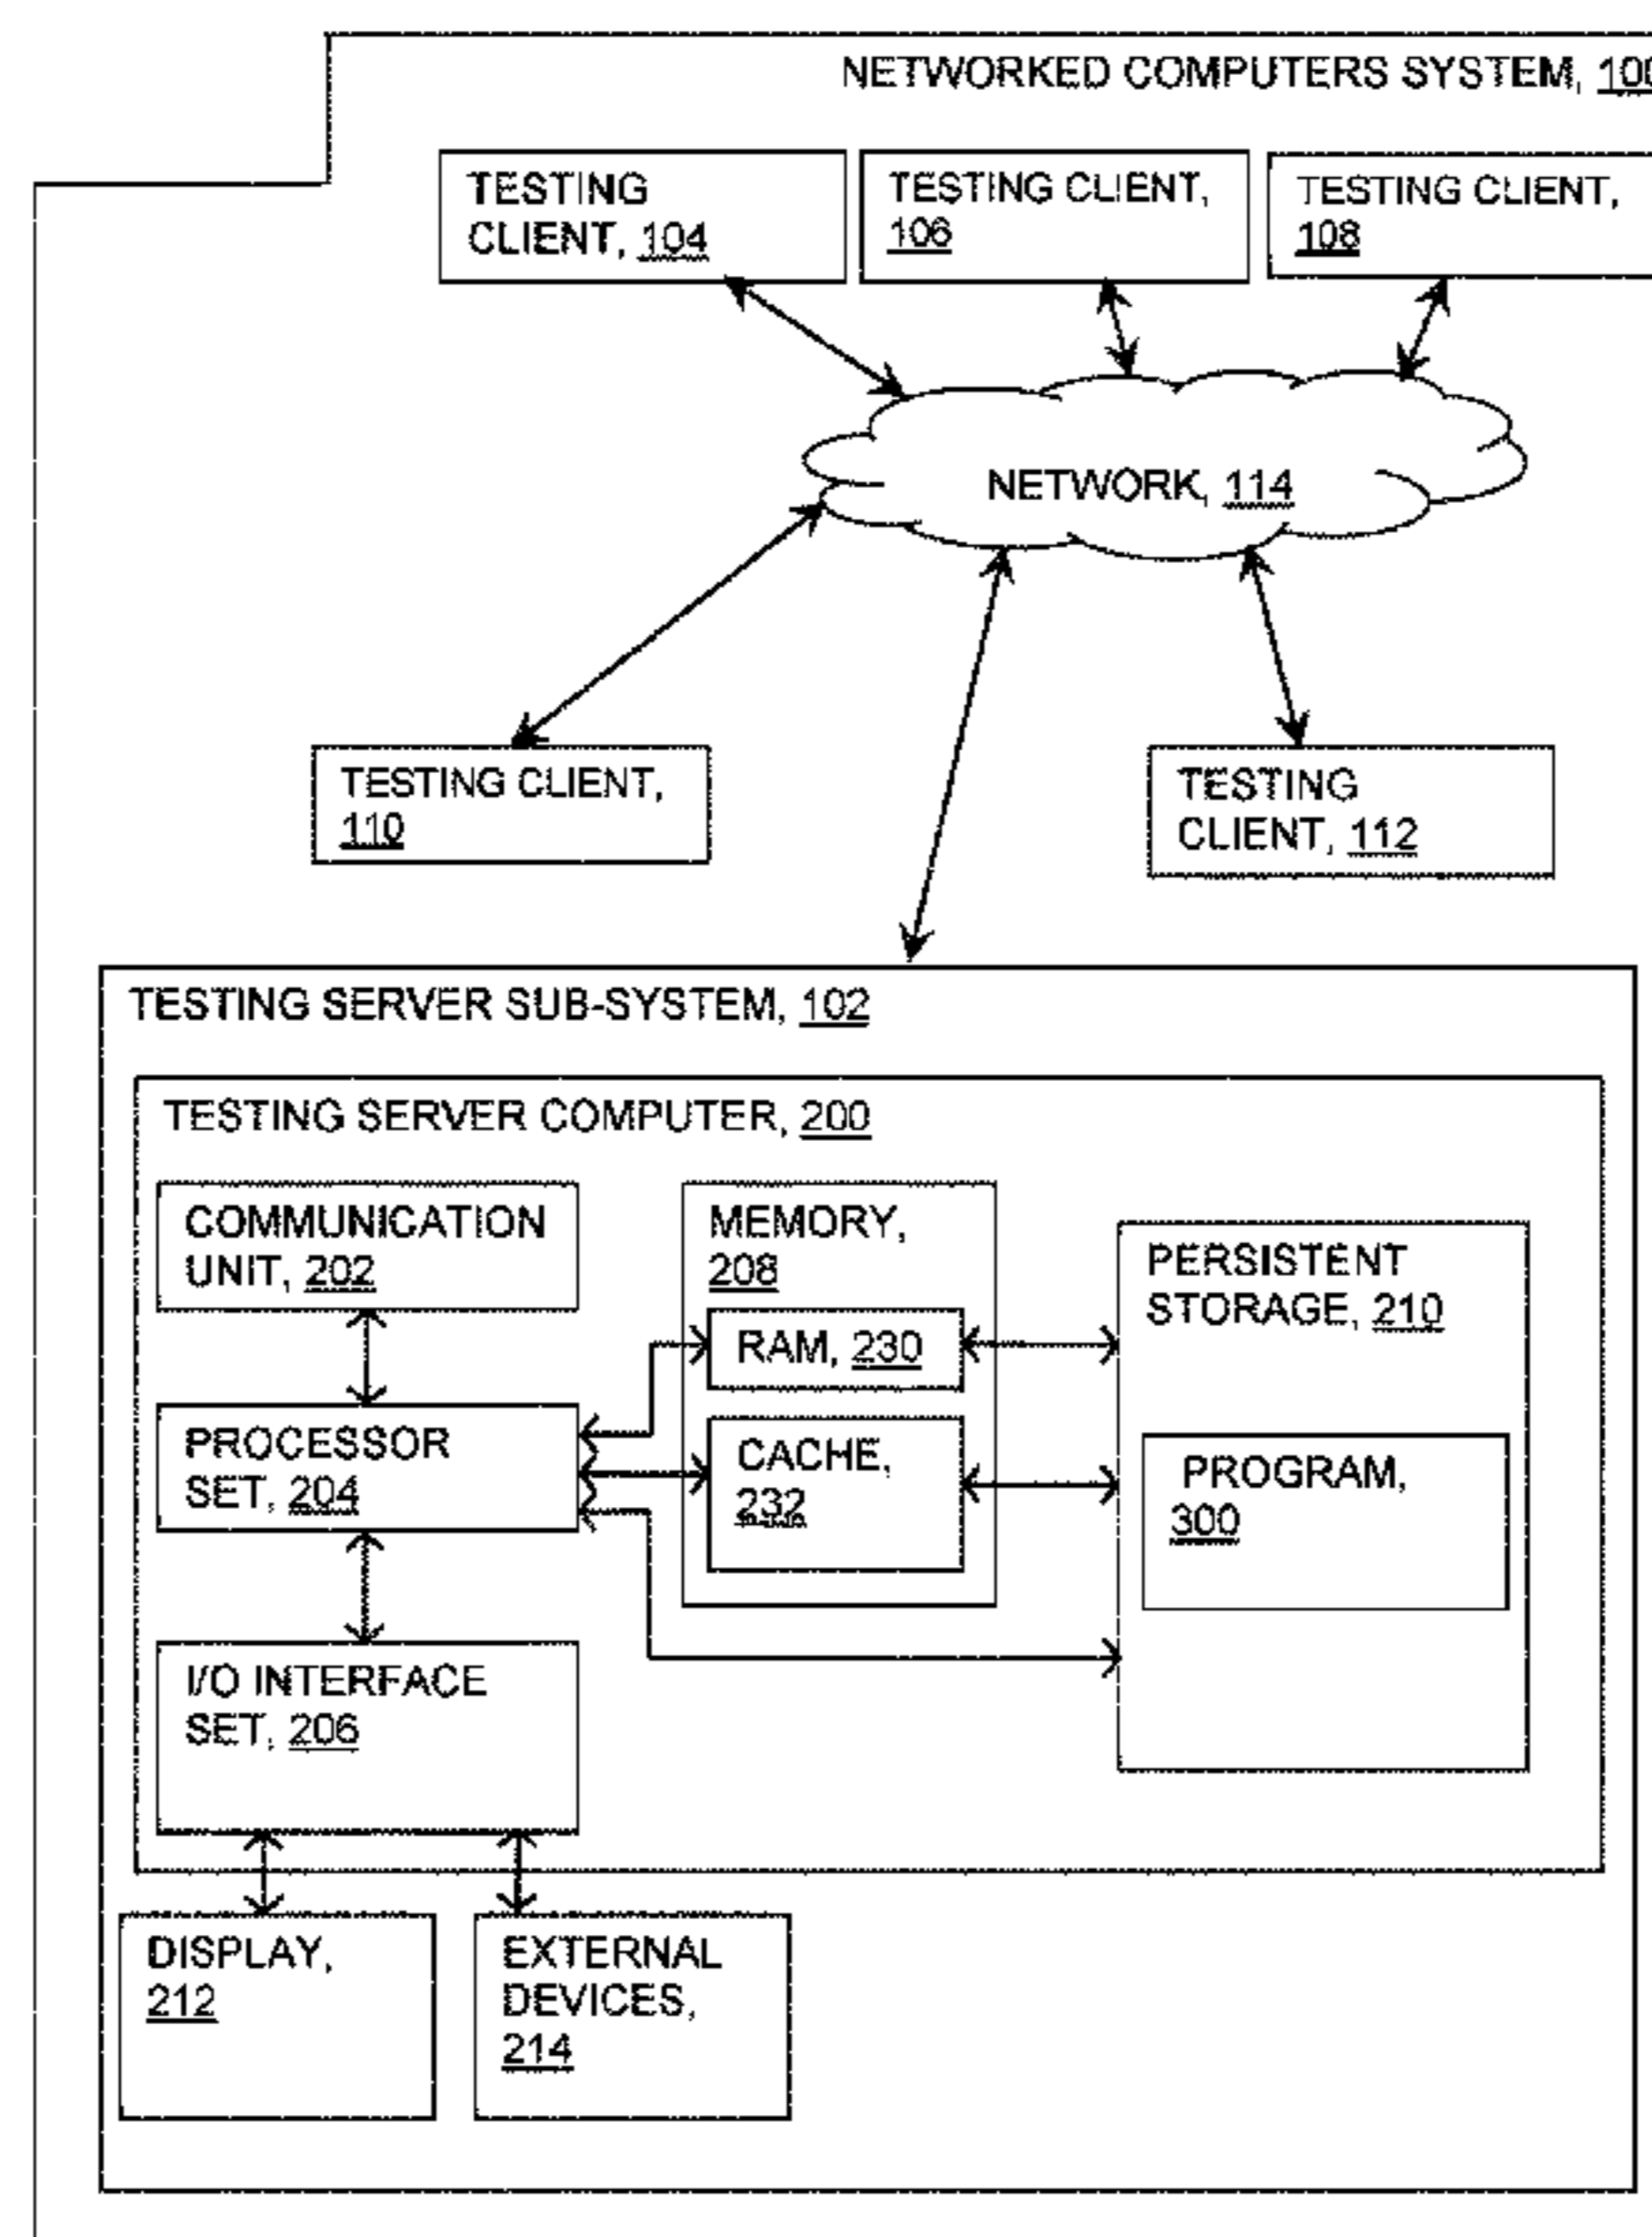 NETWORKED COMPUTERS SYSTEM, 100
TESTING
CLIENT, 104
TESTING CLIENT,
106
TESTING CLIENT,
108
NETWORK, 114
TESTING CLIENT,
110
TESTING
CLIENT, 112
TESTING SERVER SUB-SYSTEM, 102
TESTING SERVER COMPUTER, 200
COMMUNICATION
UNIT, 202
MEMORY,
208
PERSISTENT
STORAGE, 210
RAM, 230
PROCESSOR
SET, 204
CACHE,
232
PROGRAM,
300
I/O INTERFACE
SET, 206
DISPLAY,
212
EXTERNAL
DEVICES,
214